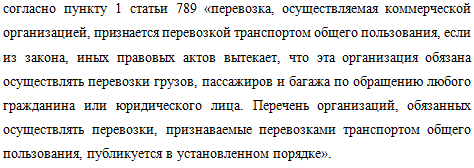 согласно пункту 1 статьи 789 «перевозка, осуществляемая коммерческой
организацией, признается перевозкой транспортом общего пользования, если
из закона, иных правовых актов вытекает, что эта организация обязана
осуществлять перевозки грузов, пассажиров и багажа по обращению любого
гражданина или юридического лица. Перечень организаций, обязанных
осуществлять перевозки, признаваемые перевозками транспортом общего
пользования, публикуется в установленном порядке».